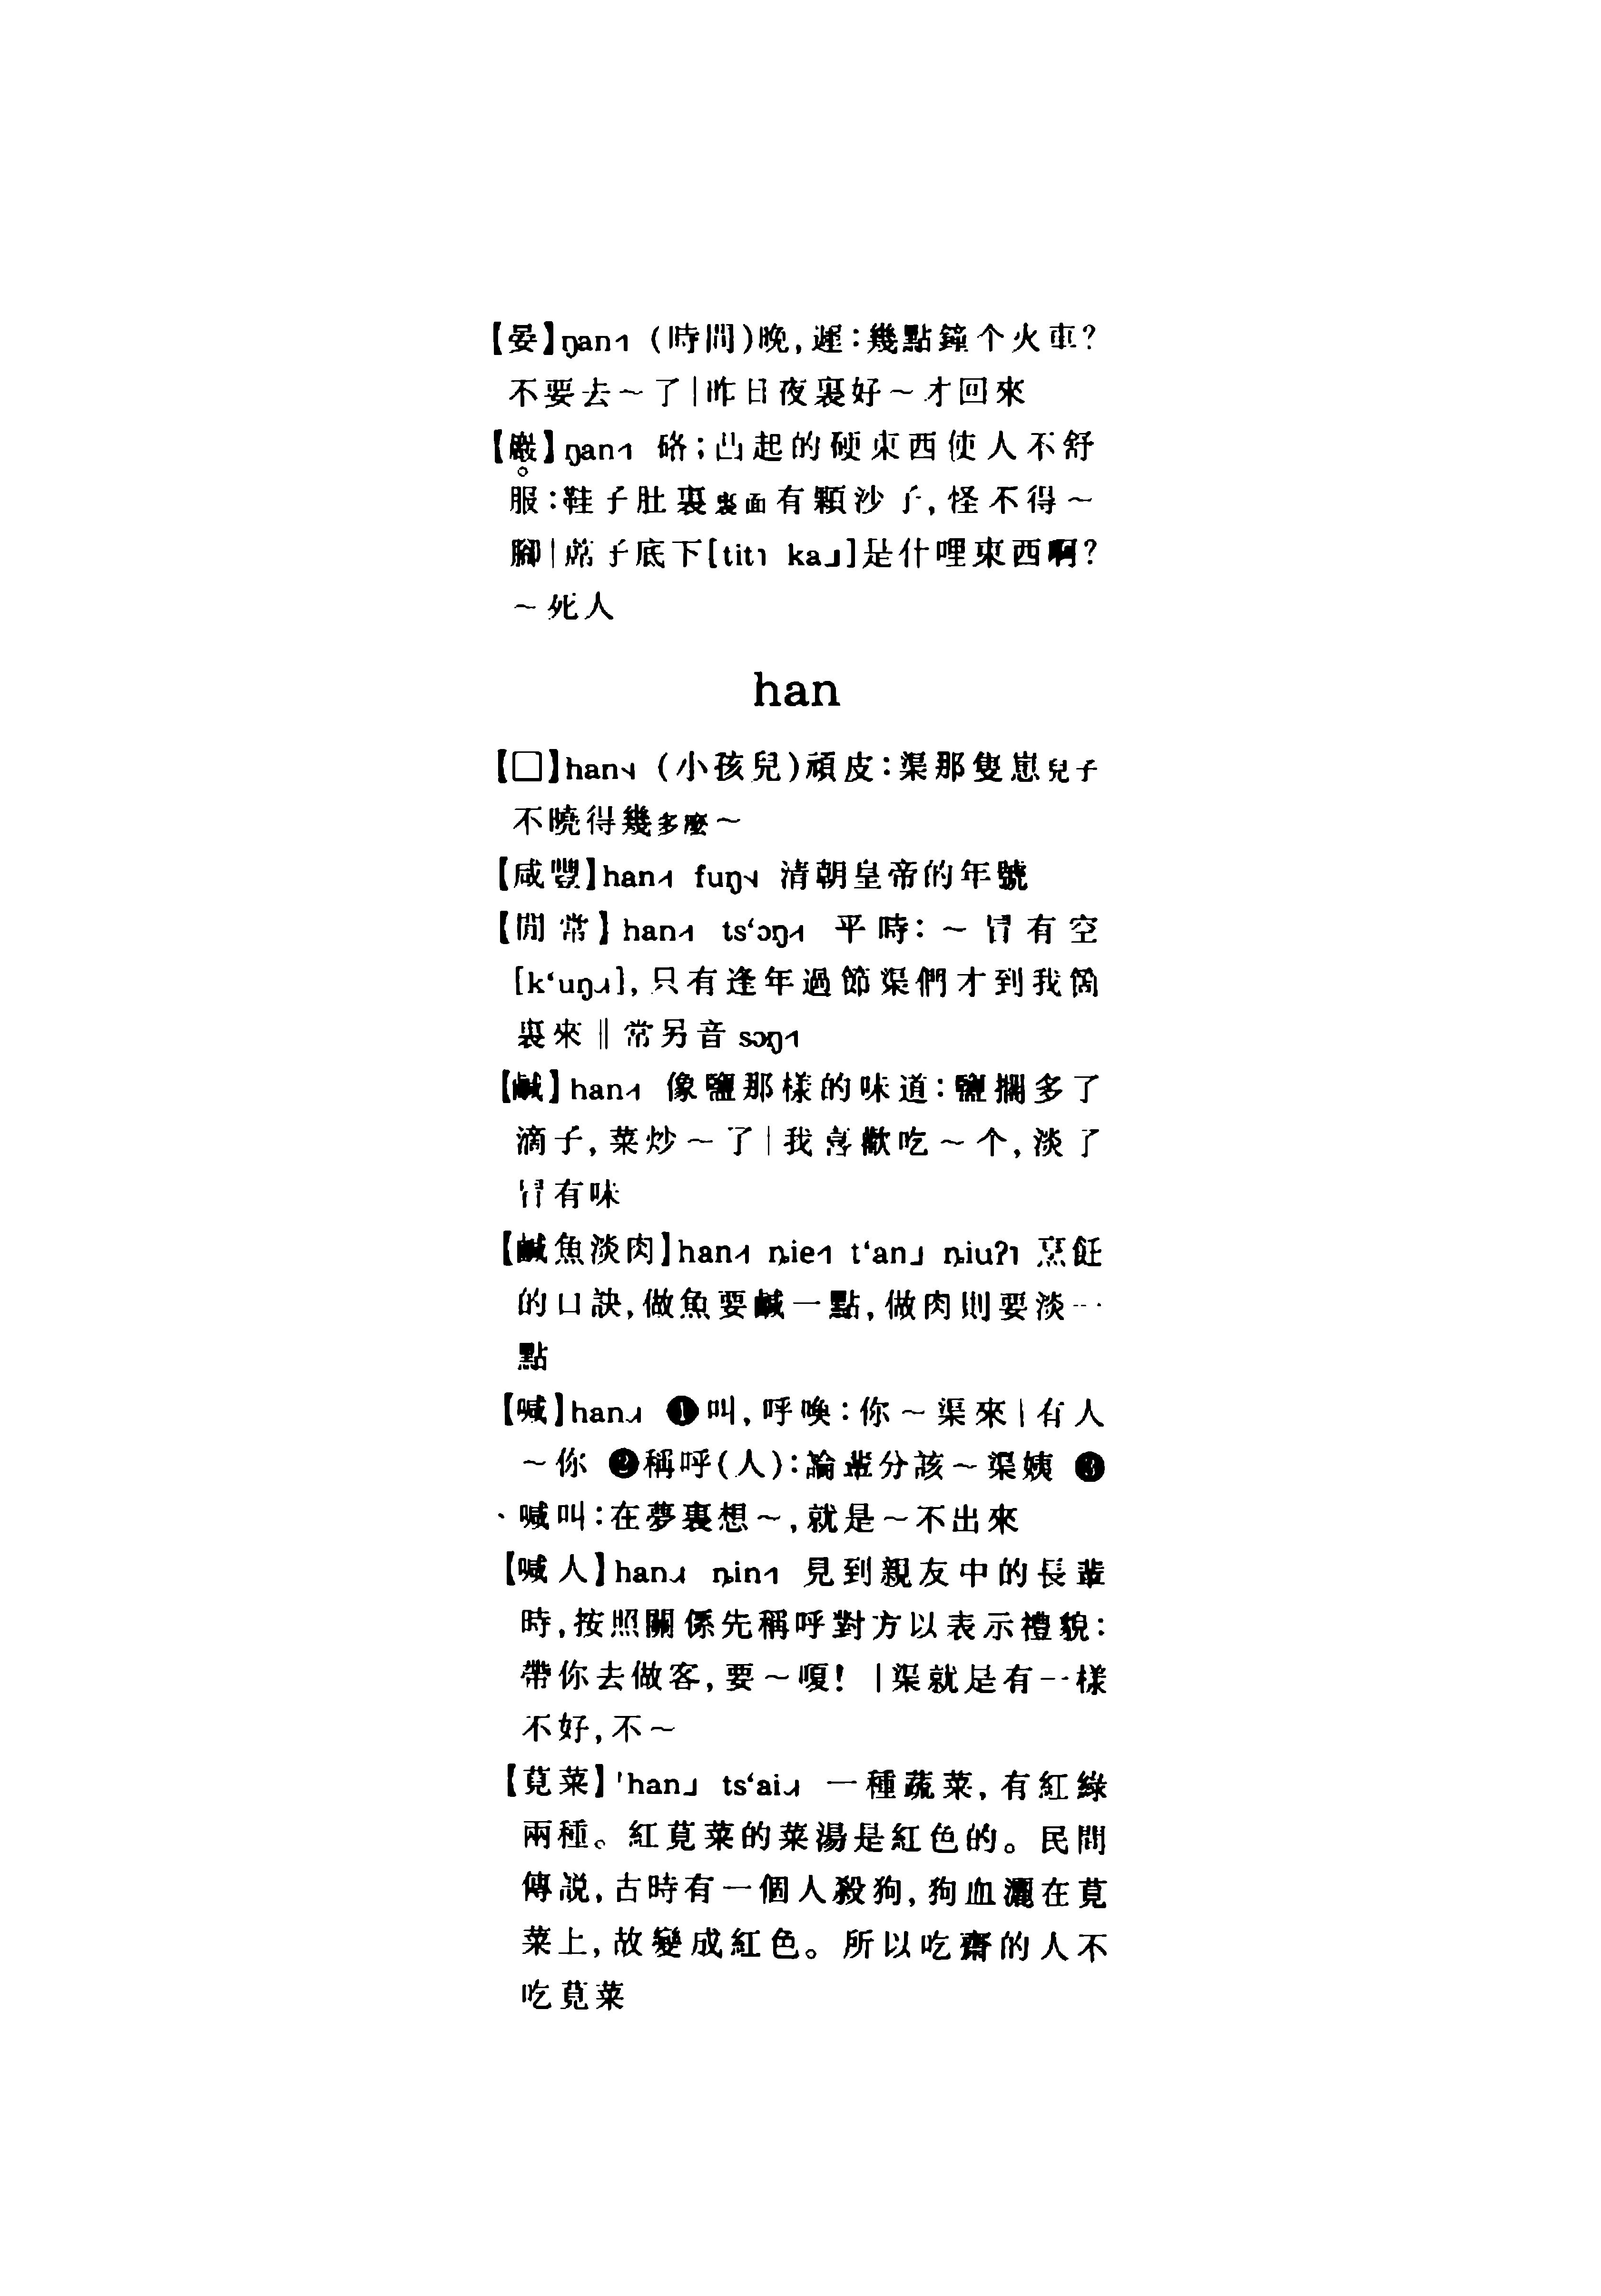 【晏】ŋan˧˥ (時間)晚,遲:幾點鐘个火車?
不要去～了|昨日夜裏好～才回來
【巖】ŋan˧˥ 硌;凸起的硬東西使人不舒
服:鞋子肚裏裏面有顆沙子,怪不得～
腳|蓆子底下[tit˥ ka˩]是什哩東西啊?
～死人
han
【□】han˦˨ (小孩兒)頑皮:渠那隻崽兒子
不曉得幾多麼～
【咸豐】han˨˦ fuŋ˦˨ 清朝皇帝的年號
【閒常】han˨˦ ts‘ɔŋ˨˦ 平時:～冇有空
[k‘uŋ˨˩˧],只有逢年過節渠們才到我箇
裏來‖常另音 sɔŋ˧˥
【鹹】han˨˦ 像鹽那樣的味道:鹽擱多了
滴子,菜炒～了|我喜歡吃～个,淡了
冇有味
【鹹魚淡肉】han˨˦ ȵie˧˥ t‘an˩ ȵiuʔ˥ 烹飪
的口訣,做魚要鹹一點,做肉則要淡一
點
【喊】han˨˩˧ ❶叫,呼喚:你～渠來|有人
～你 ❷稱呼(人):論輩分該～渠姨 ❸
喊叫:在夢裏想～,就是～不出來
【喊人】han˨˩˧ ȵin˧˥ 見到親友中的長輩
時,按照關係先稱呼對方以表示禮貌:
帶你去做客,要～嗄! |渠就是有一樣
不好,不～
【莧菜】'han˩ ts‘ai˨˩˧ 一種蔬菜,有紅綠
兩種。紅莧菜的菜湯是紅色的。民間
傳説,古時有一個人殺狗,狗血灑在莧
菜上,故變成紅色。所以吃齋的人不
吃莧菜